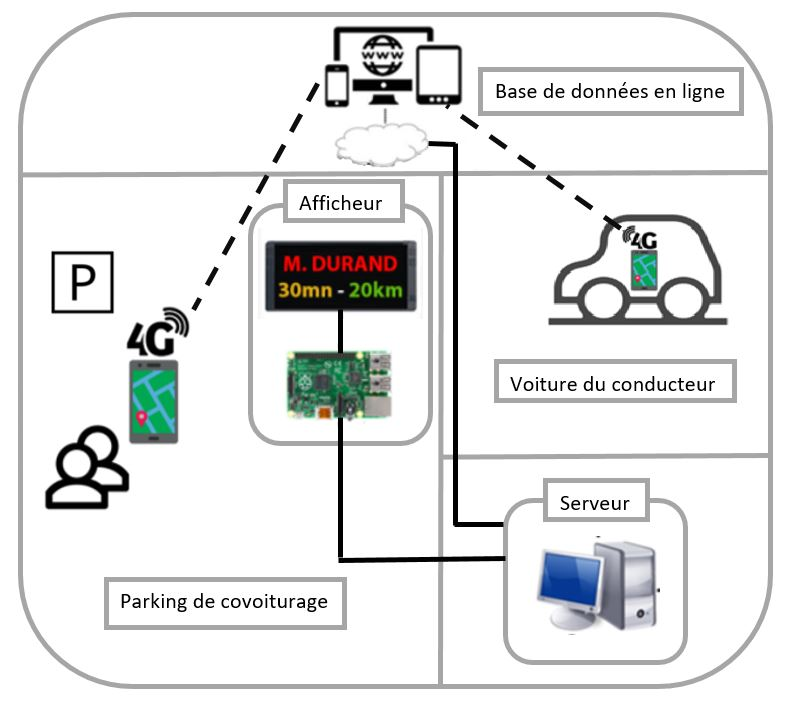 www
Base de données en ligne
Afficheur
M. DURAND
30mn - 20km
P
4G
4G
Voiture du conducteur
Serveur
Parking de covoiturage